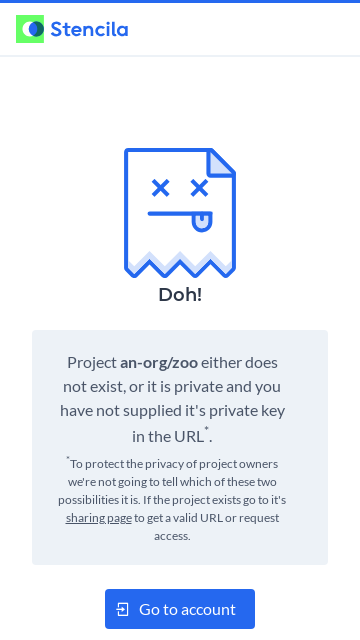 Stencila
Doh!
Project an-org/zoo either does
not exist, or it is private and you
have not supplied it's private key
in the URL*.
*To protect the privacy of project owners
we're not going to tell which of these two
possibilities it is. If the project exists go to it's
sharing page to get a valid URL or request
access.
Go to account